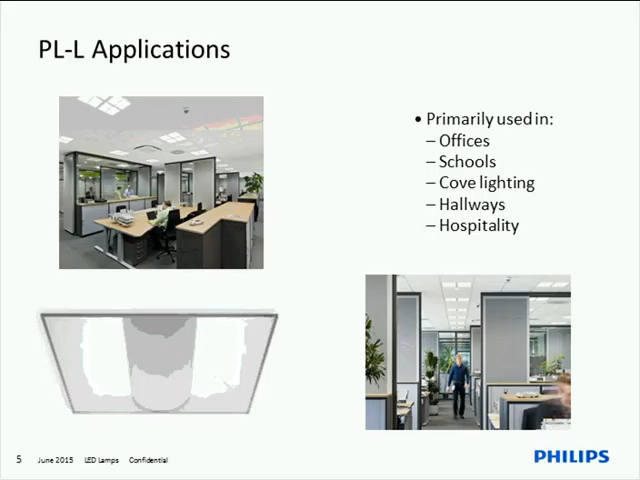 PL-L Applications
• Primarily used in:
– Offices
– Schools
– Cove lighting
– Hallways
– Hospitality
5 June 2015 LED Lamps Confidential
PHILIPS